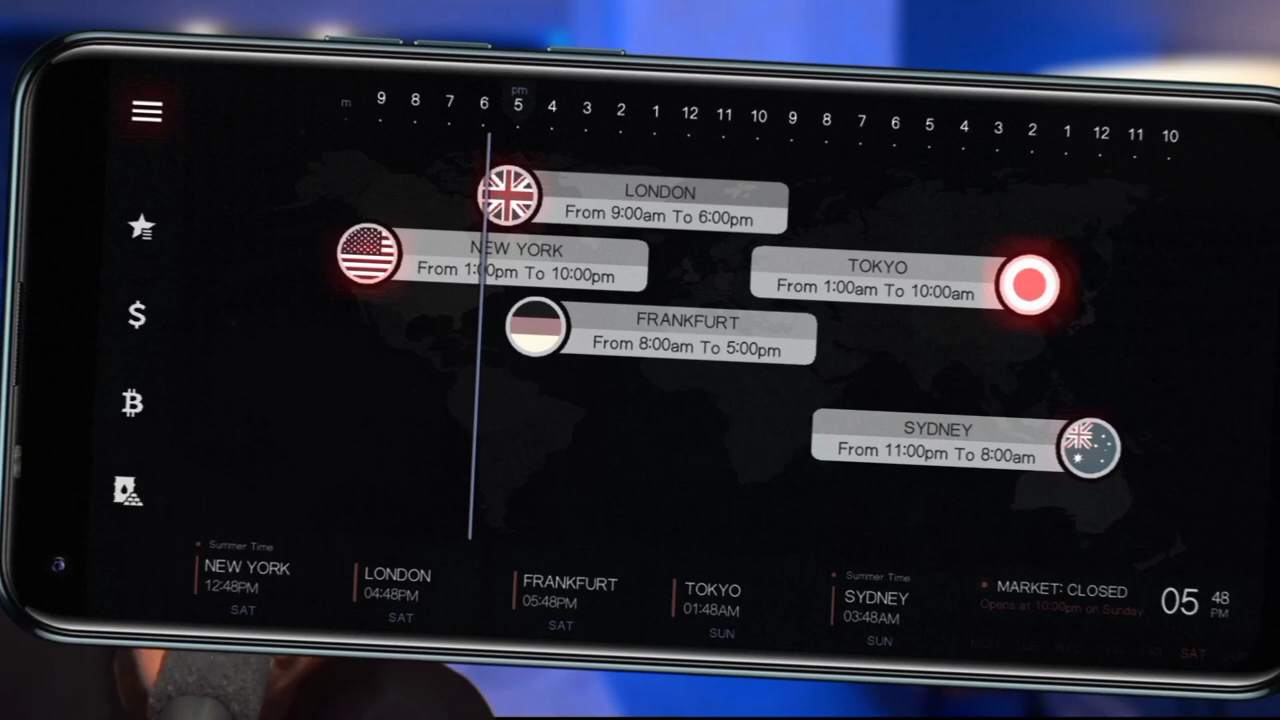 pm
m 9 8 7 6 5 4 3 2 1 12 11 10 9 8 7 6 5 4 3 2 1 12 11 10
LONDON
From 9:00am To 6:00pm
NEW YORK
From 1:00pm To 10:00pm
TOKYO
From 1:00am To 10:00am
FRANKFURT
From 8:00am To 5:00pm
SYDNEY
From 11:00pm To 8:00am
Summer Time
NEW YORK
12:48PM
SAT
LONDON
04:48PM
SAT
FRANKFURT
05:48PM
SAT
TOKYO
01:48AM
SUN
Summer Time
SYDNEY
03:48AM
SUN
MARKET: CLOSED
Opens at 10:00pm on Sunday
05 48
PM
SAT